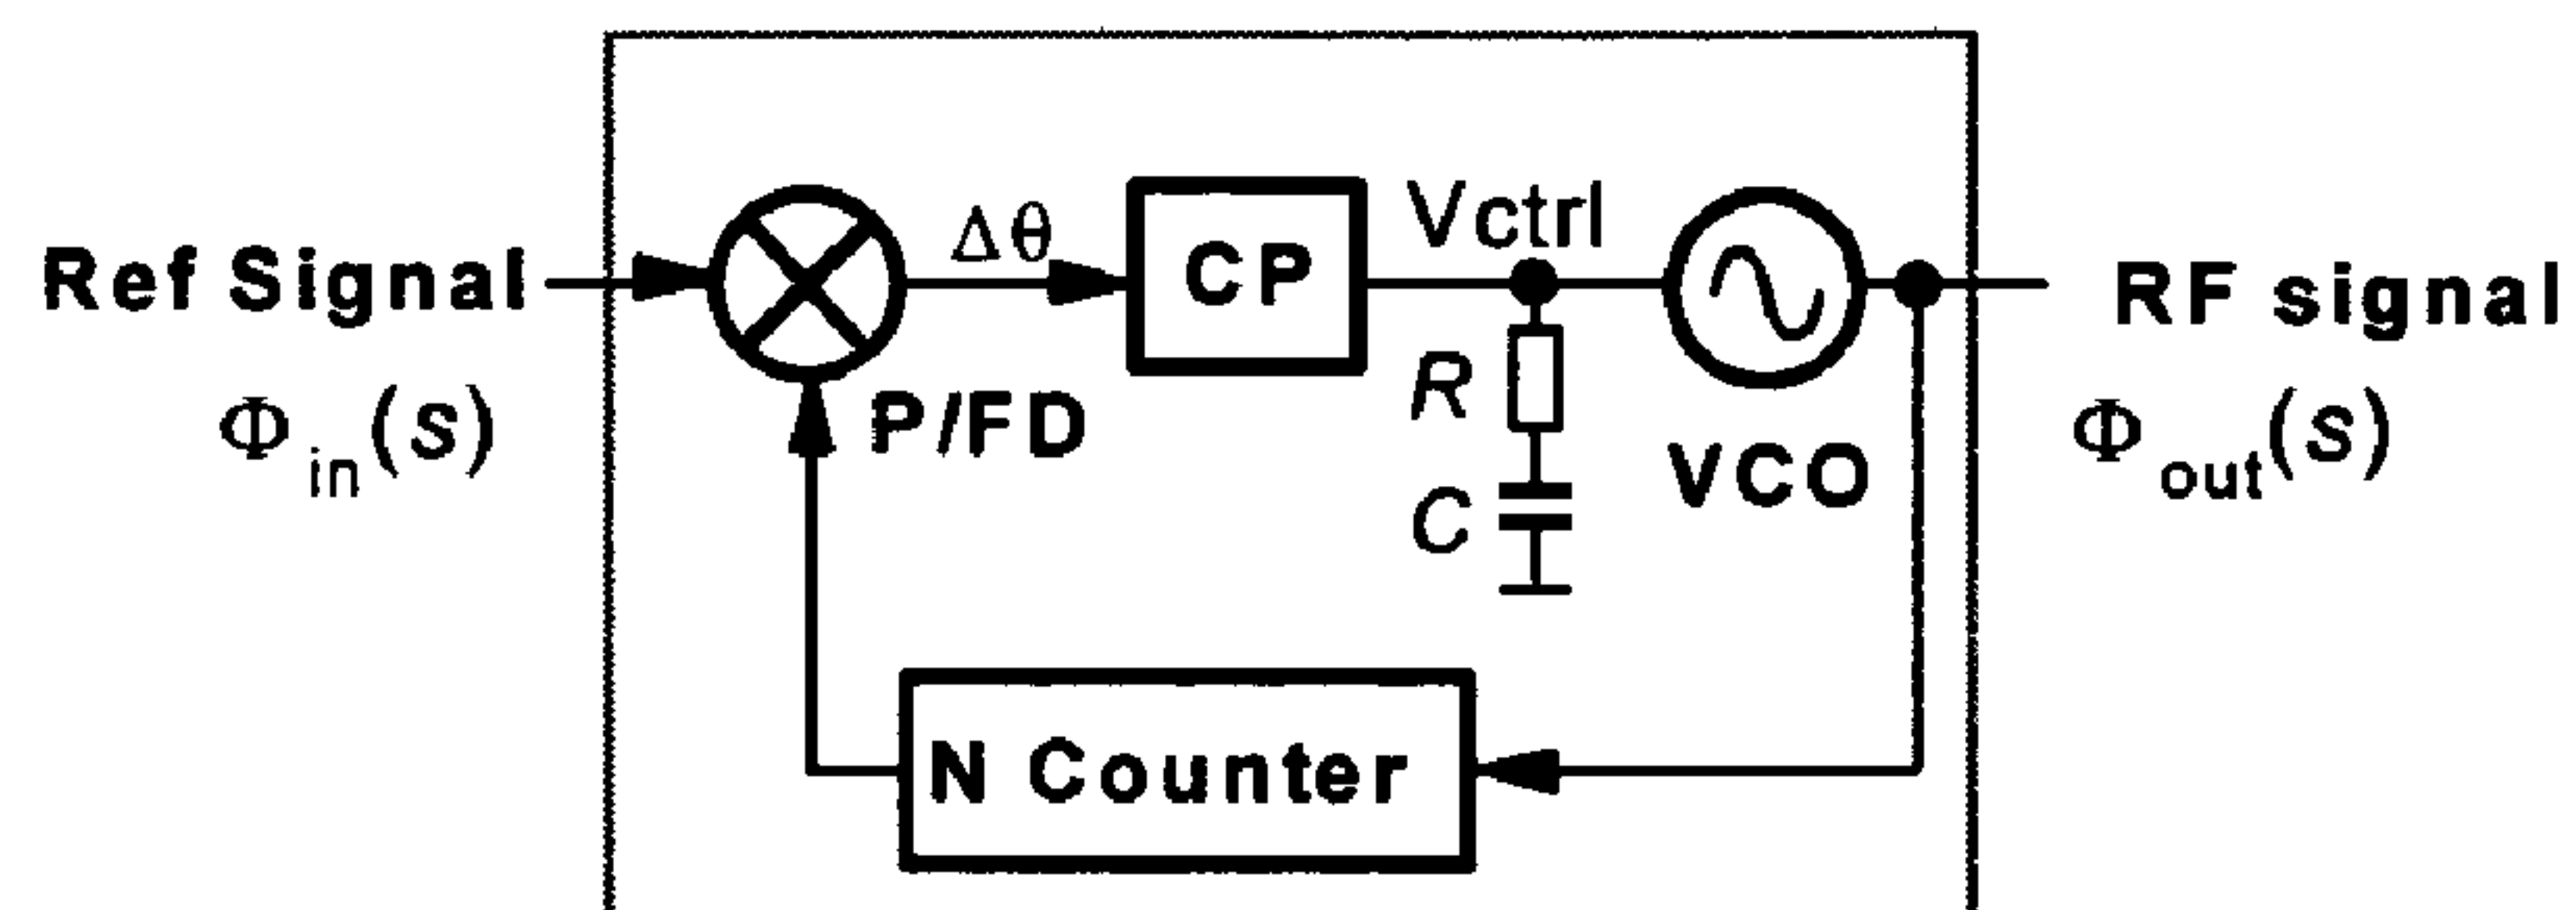 Ref Signal
Φin(s)
P/FD
Δθ
CP
Vctrl
R
C
VCO
RF signal
Φout(s)
N Counter